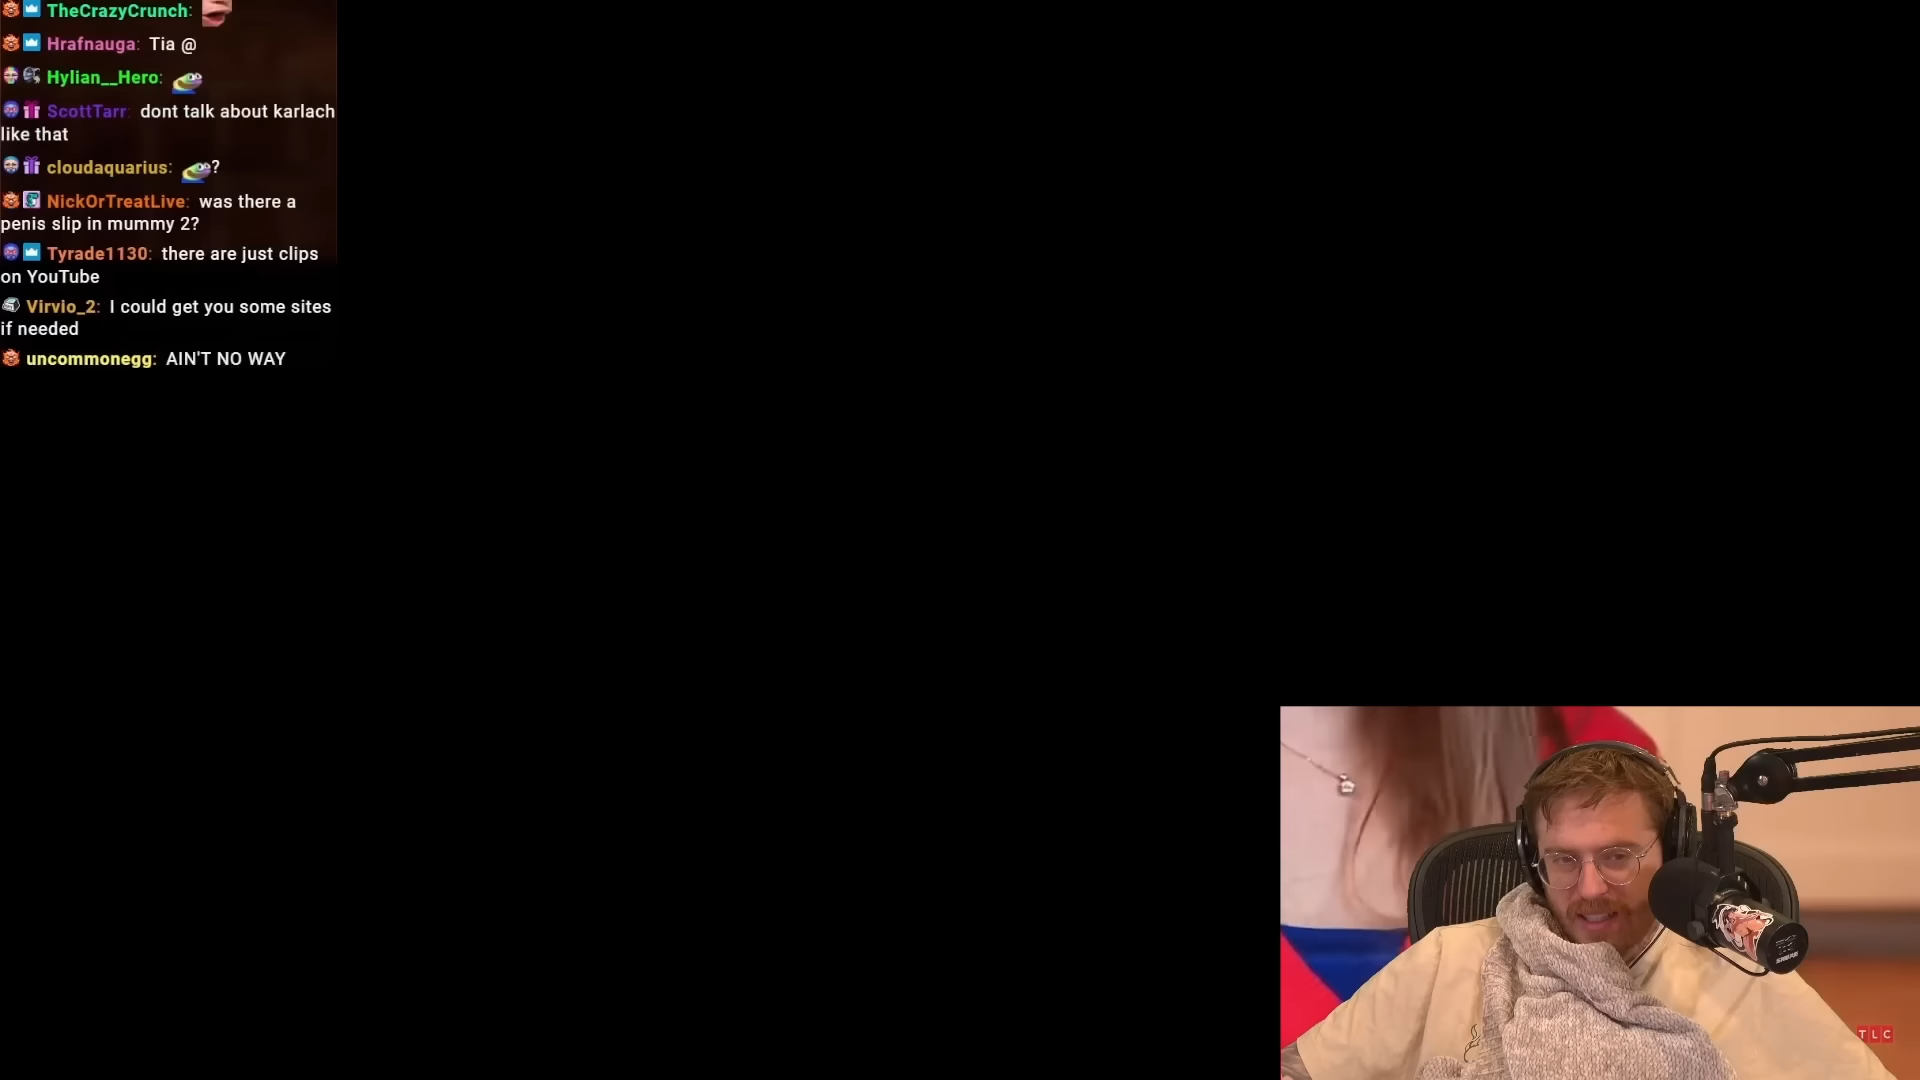 TheCrazyCrunch:
Hrafnauga: Tia @
Hylian__Hero:
ScottTarr: dont talk about karlach
like that
cloudaquarius: ?
NickOrTreatLive: was there a
penis slip in mummy 2?
Tyrade1130: there are just clips
on YouTube
Virvio_2: I could get you some sites
if needed
uncommonegg: AIN'T NO WAY
SHURE
TLC